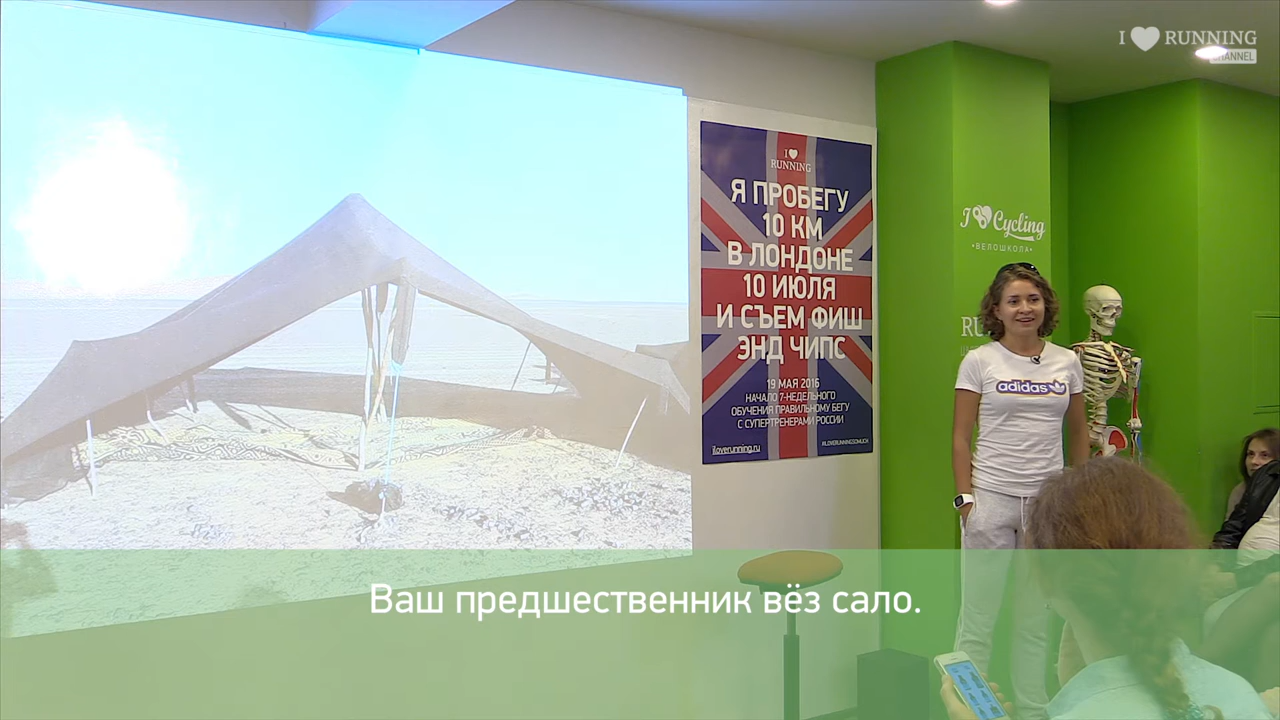 I RUNNING
CHANNEL
I
RUNNING
Я ПРОБЕГУ
10 КМ
В ЛОНДОНЕ
10 ИЮЛЯ
И СЪЕМ ФИШ
ЭНД ЧИПС
19 МАЯ 2016
НАЧАЛО 7-НЕДЕЛЬНОГО
ОБУЧЕНИЯ ПРАВИЛЬНОМУ БЕГУ
С СУПЕРТРЕНЕРАМИ РОССИИ
iloverunning.ru
#ILOVERUNNINGSOMUCH
I Cycling
•ВЕЛОШКОЛА•
adidas
Ваш предшественник вёз сало.